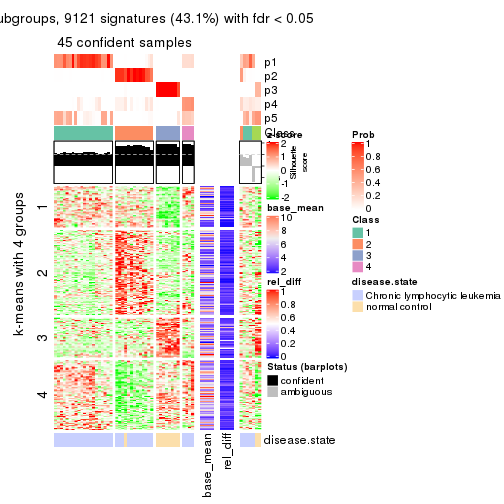 ubgroups, 9121 signatures (43.1%) with fdr < 0.05
45 confident samples
p1
p2
p3
p4
p5
Class
Silhouette
score
k-means with 4 groups
1
2
3
4
base_mean
rel_diff
disease.state
z-score
2
1
0
-1
-2
base_mean
10
8
6
4
2
rel_diff
1
0.8
0.6
0.4
0.2
0
Status (barplots)
confident
ambiguous
Prob
1
0.8
0.6
0.4
0.2
0
Class
1
2
3
4
disease.state
Chronic lymphocytic leukemia
normal control